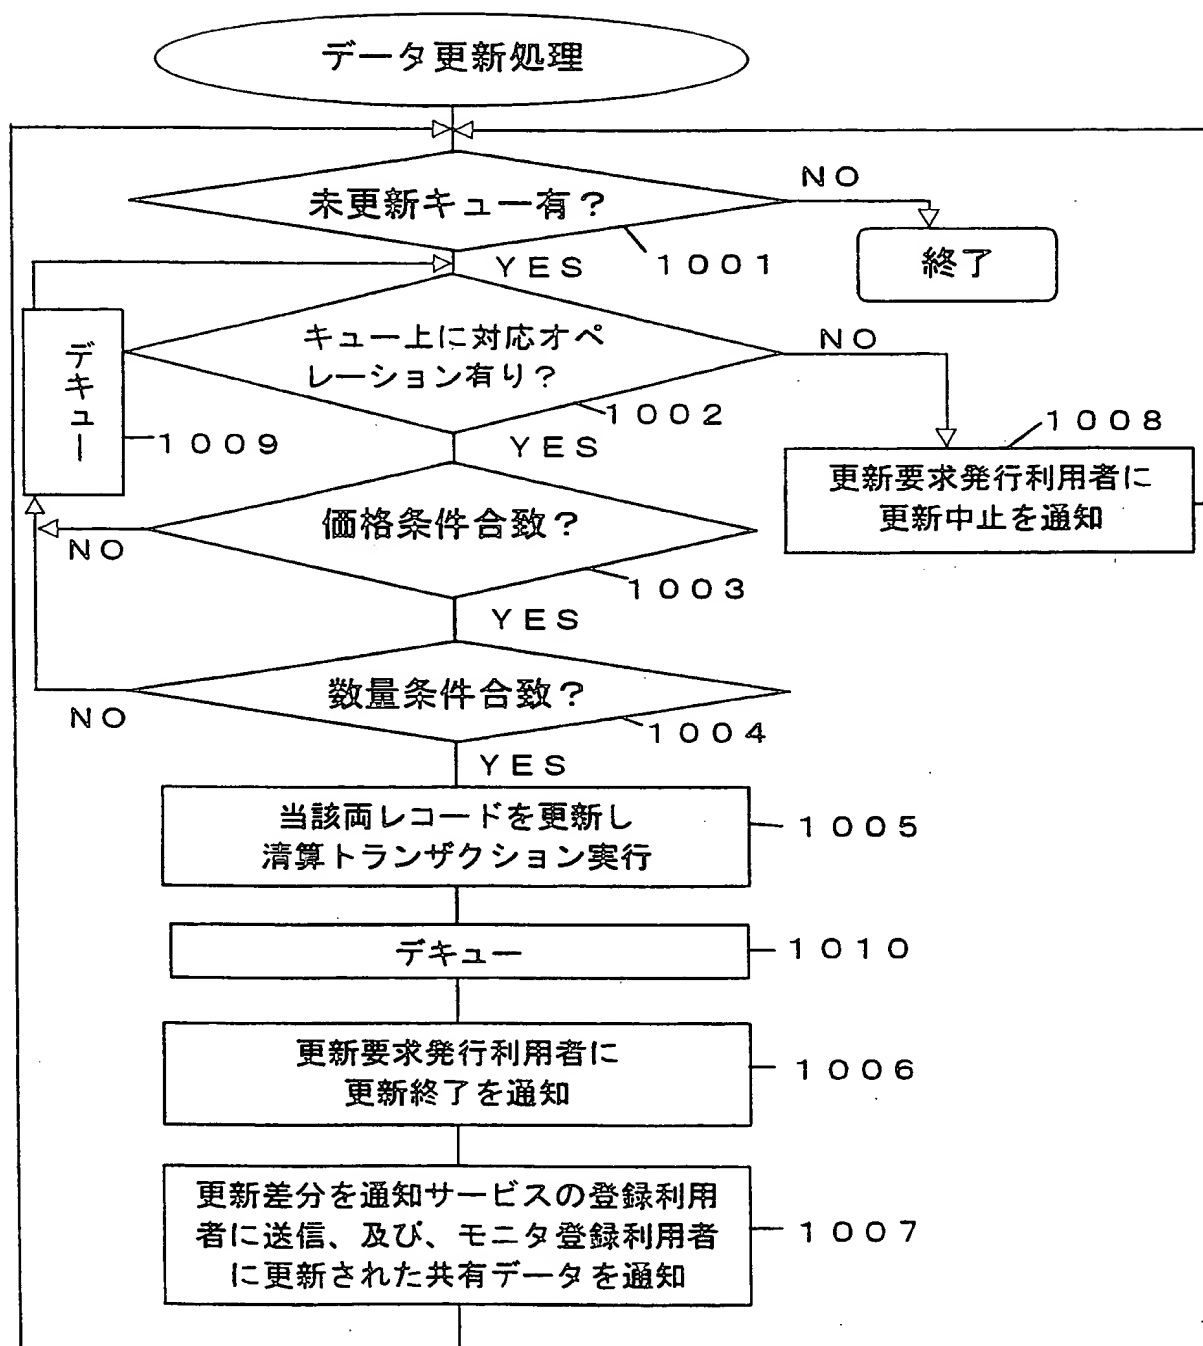 データ更新処理
未更新キュー有？
NO
1001
終了
YES
キュー上に対応オペ
レーション有り？
NO
1002
デキュー
1009
YES
1008
更新要求発行利用者に
更新中止を通知
価格条件合致？
NO
1003
YES
数量条件合致？
NO
1004
YES
当該両レコードを更新し
清算トランザクション実行
1005
デキュー
1010
更新要求発行利用者に
更新終了を通知
1006
更新差分を通知サービスの登録利用
者に送信、及び、モニタ登録利用者
に更新された共有データを通知
1007